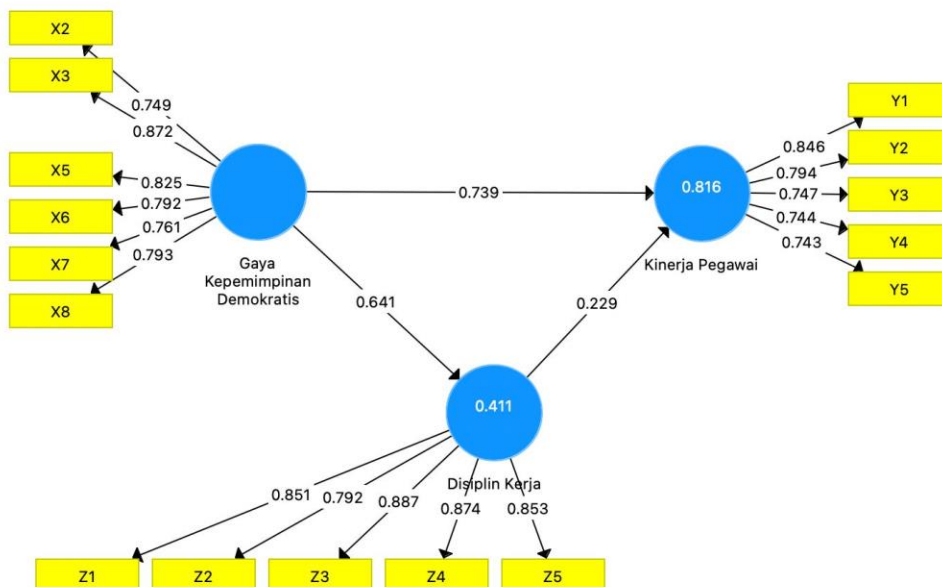 X2
X3
X5
X6
X7
X8
0.749
0.872
0.825
0.792
0.761
0.793
Gaya
Kepemimpinan
Demokratis
0.739
0.641
0.229
0.816
Kinerja Pegawai
0.846
0.794
0.747
0.744
0.743
Y1
Y2
Y3
Y4
Y5
0.411
Disiplin Kerja
0.851
0.792
0.887
0.874
0.853
Z1
Z2
Z3
Z4
Z5